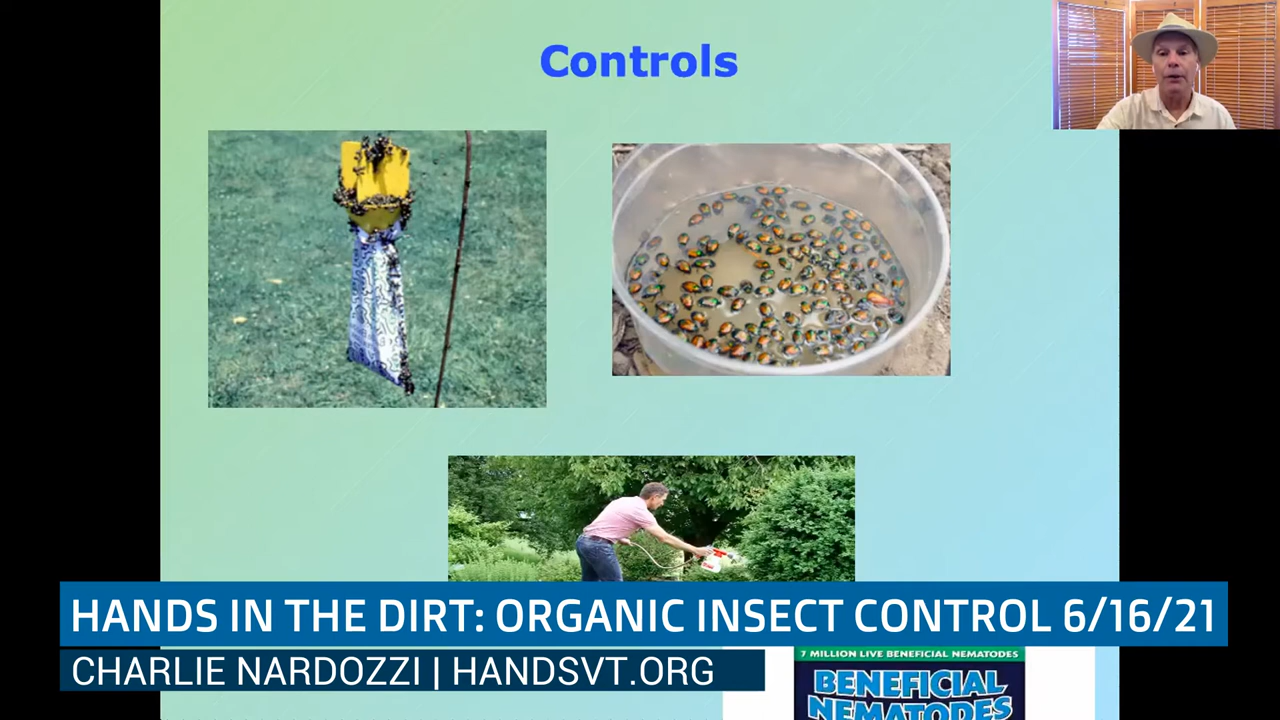 Controls
HANDS IN THE DIRT: ORGANIC INSECT CONTROL 6/16/21
CHARLIE NARDOZZI | HANDSVT.ORG
7 MILLION LIVE BENEFICIAL NEMATODES
BENEFICIAL
NEMATODES